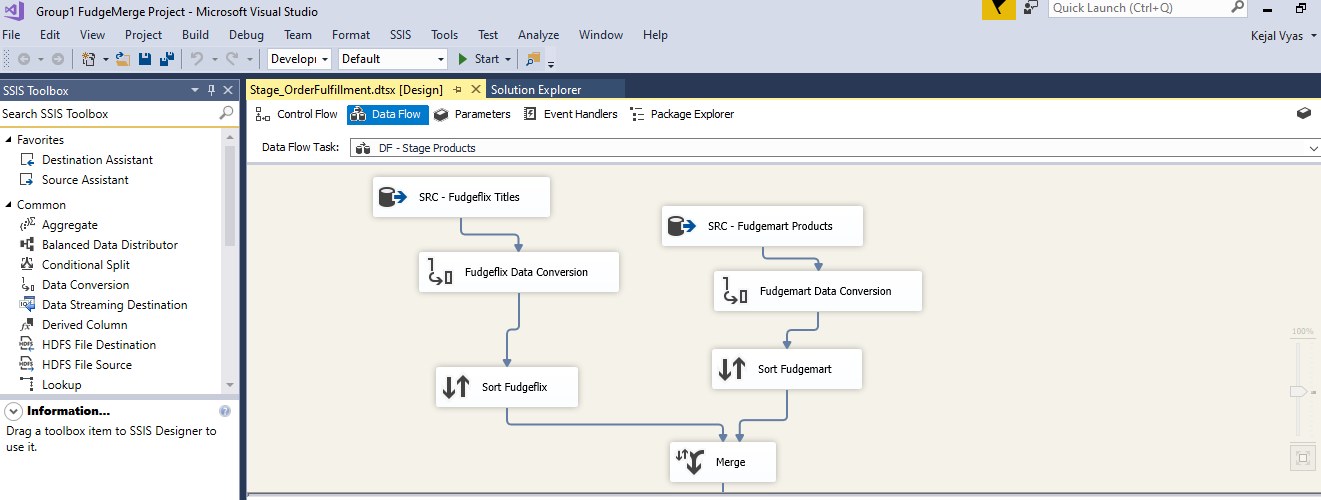 Group1 FudgeMerge Project - Microsoft Visual Studio
Quick Launch (Ctrl+Q)
File Edit View Project Build Debug Team Format SSIS Tools Test Analyze Window Help
Kejal Vyas
Developı Default Start
SSIS Toolbox
Stage_OrderFulfillment.dtsx [Design] Solution Explorer
Search SSIS Toolbox
Control Flow Data Flow Parameters Event Handlers Package Explorer
Data Flow Task: DF - Stage Products
Favorites
Destination Assistant
Source Assistant
Common
Aggregate
Balanced Data Distributor
Conditional Split
Data Conversion
Data Streaming Destination
Derived Column
HDFS File Destination
HDFS File Source
Lookup
Information...
Drag a toolbox item to SSIS Designer to
use it.
SRC - Fudgeflix Titles
SRC - Fudgemart Products
Fudgeflix Data Conversion
Fudgemart Data Conversion
100%
Sort Fudgemart
Sort Fudgeflix
Merge